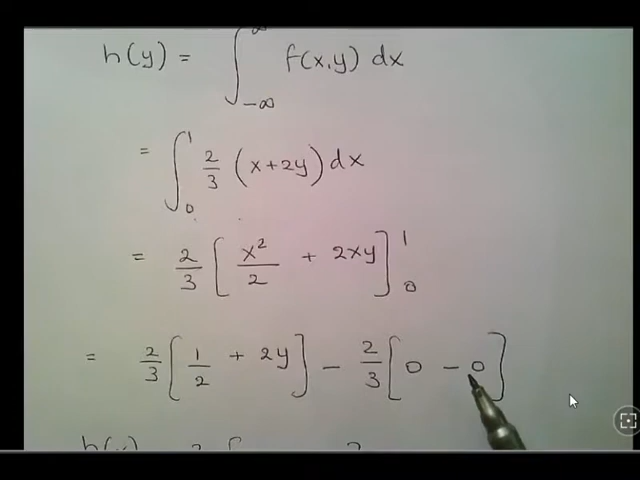 h(y) = ∫_{-∞}^{∞} f(x,y) dx
= ∫_0^1 2/3 (x+2y) dx
= 2/3 [ x²/2 + 2xy ]_0^1
= 2/3 [ 1/2 + 2y ] − 2/3 [ 0 − 0 ]